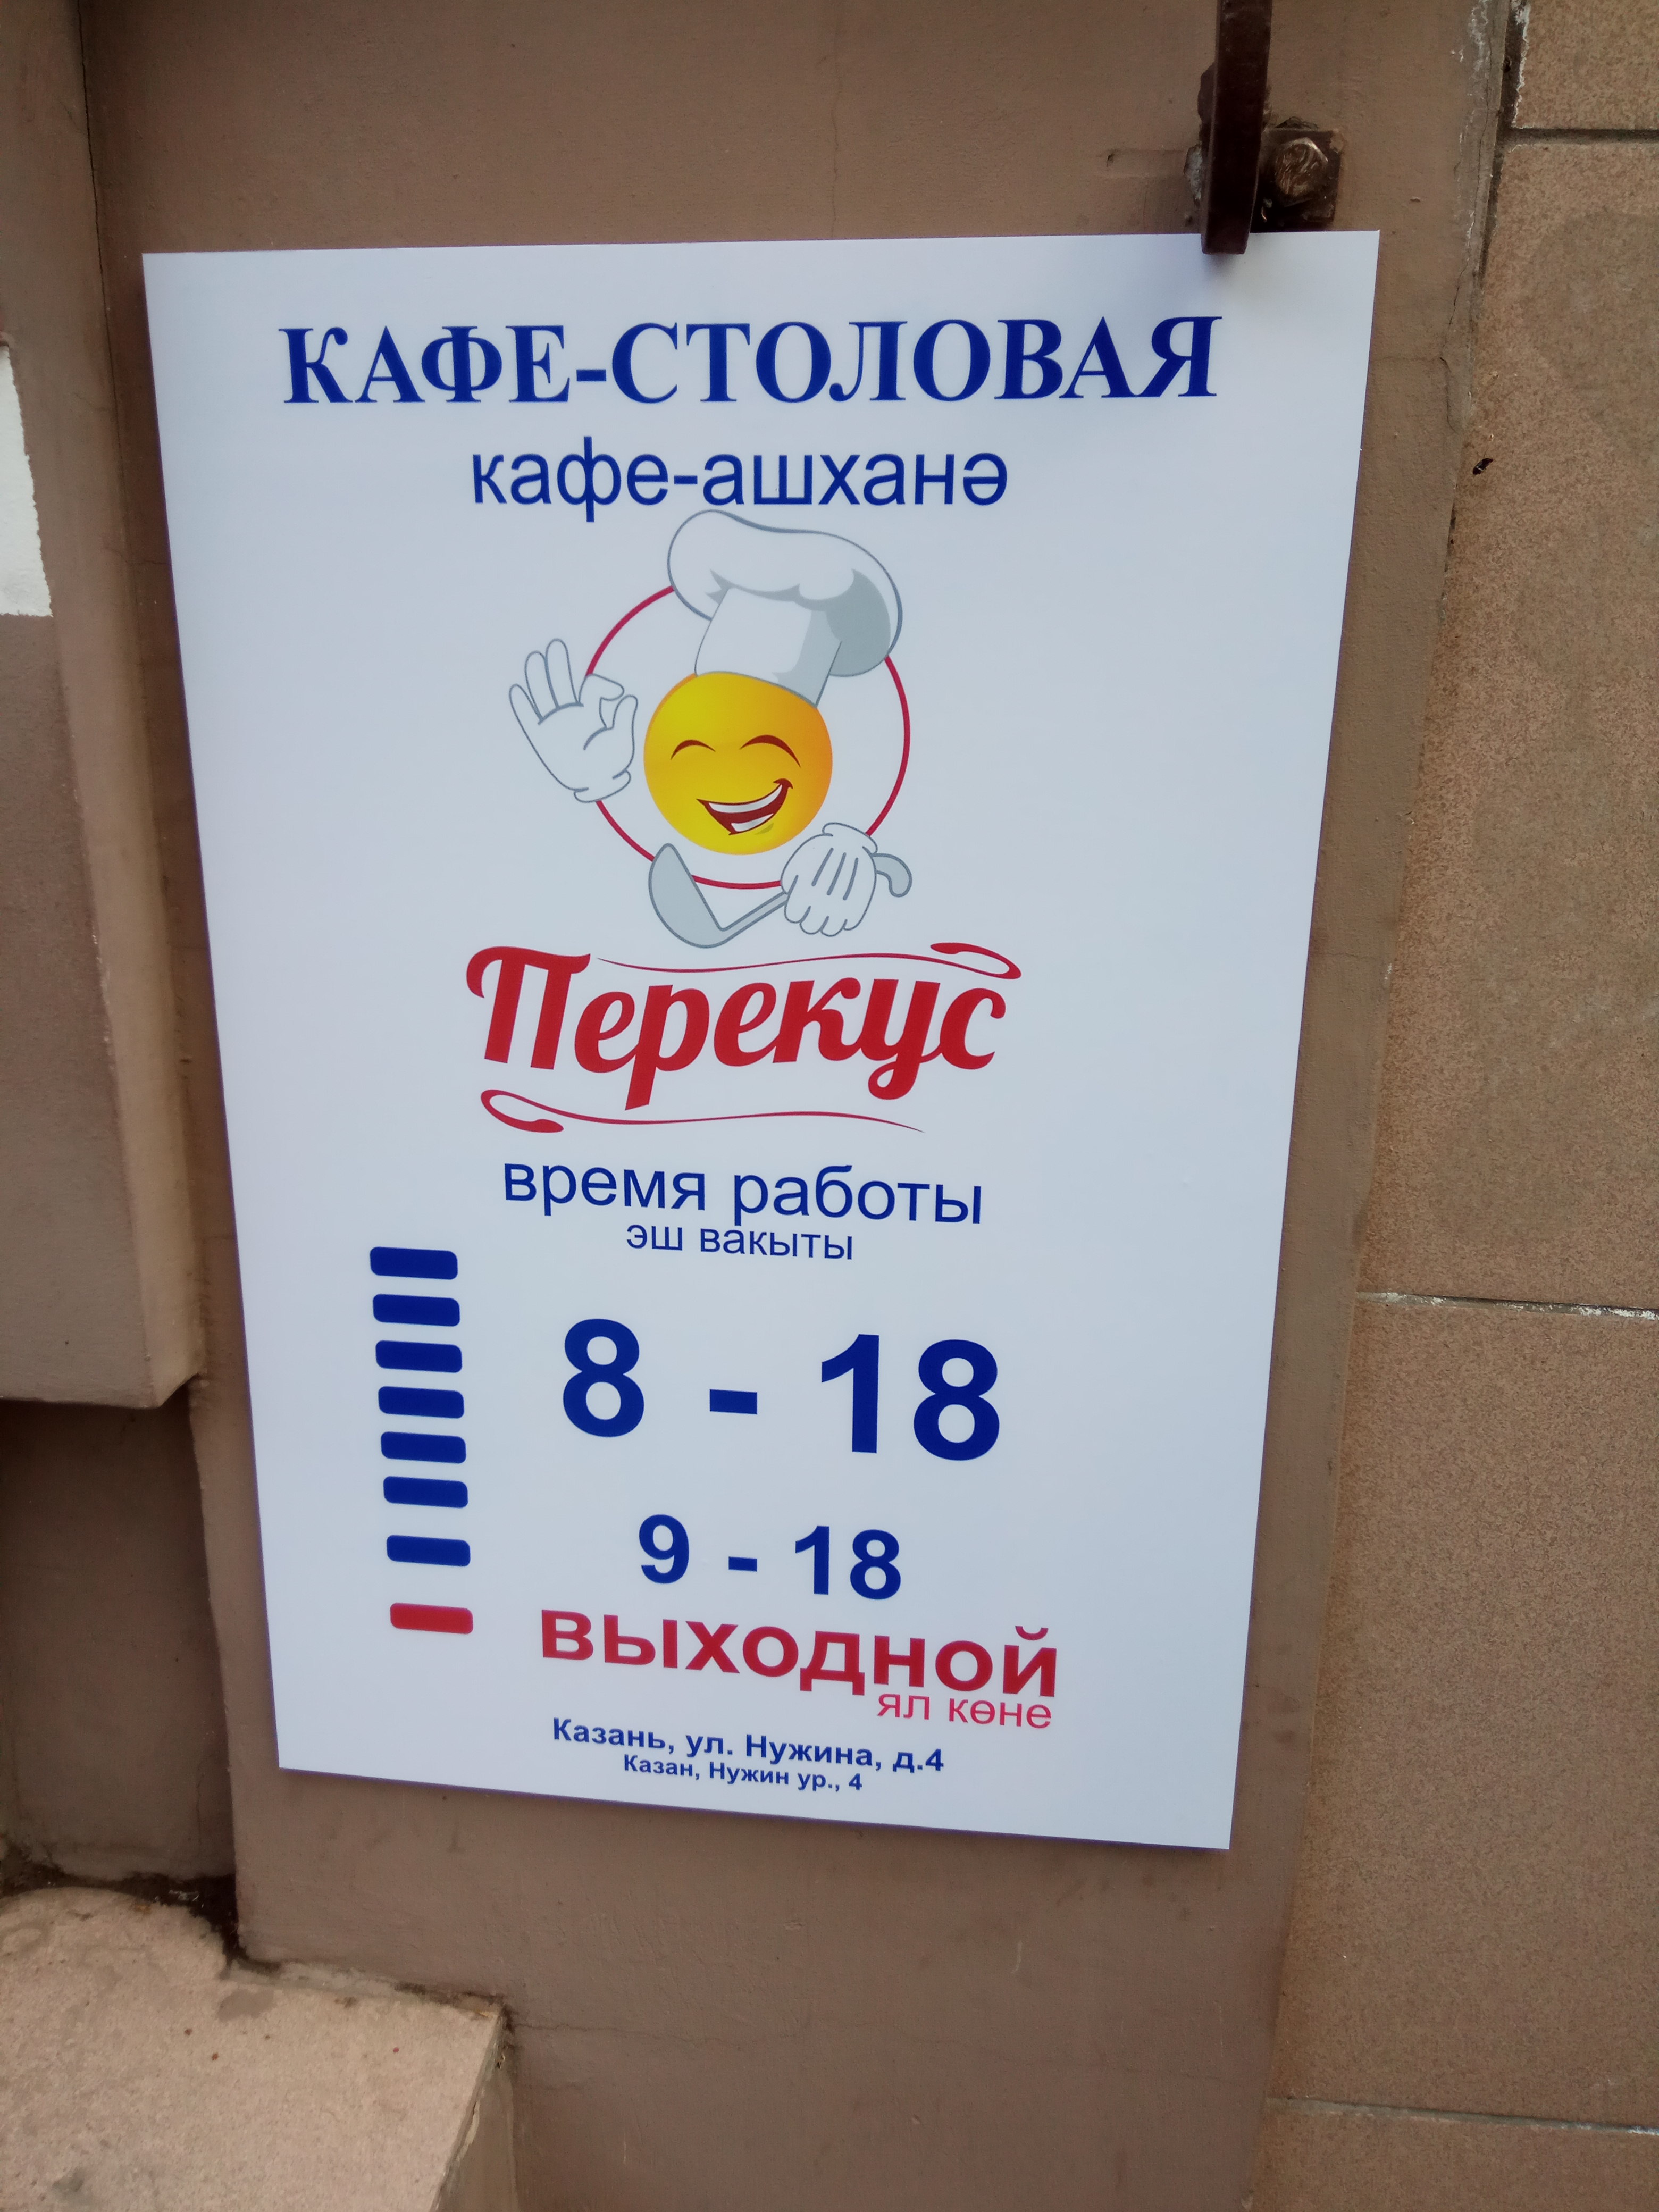 КАФЕ-СТОЛОВАЯ
кафе-ашханә
Перекус
время работы
эш вакыты
8 - 18
9 - 18
выходной
ял көне
Казань, ул. Нужина, д.4
Казан, Нужин ур., 4